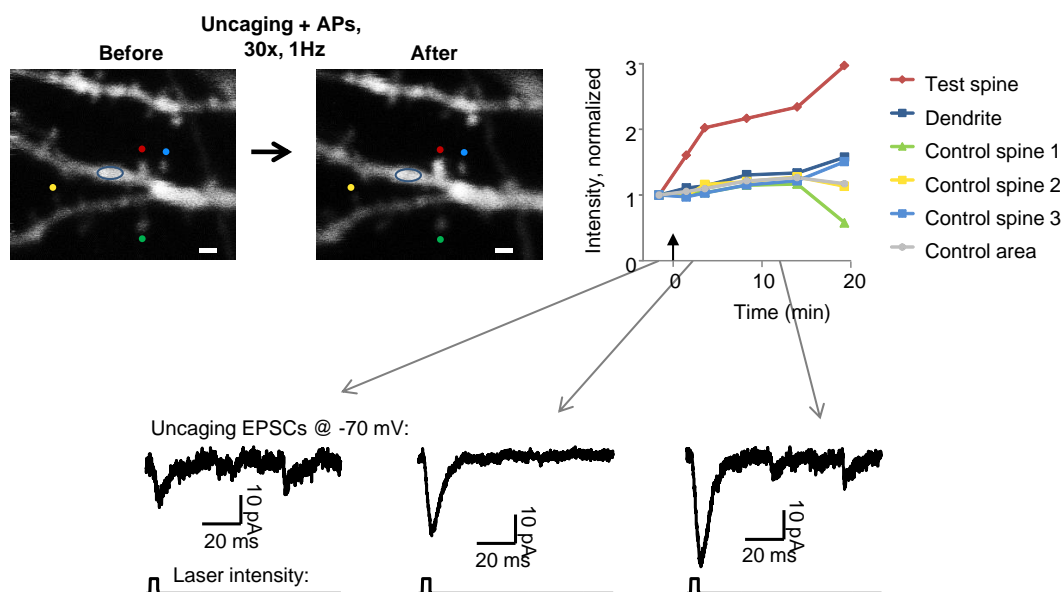 Uncaging + APs,
30x, 1Hz
Before
After
Intensity, normalized
3
2
1
0
0
10
20
Time (min)
Test spine
Dendrite
Control spine 1
Control spine 2
Control spine 3
Control area
Uncaging EPSCs @ -70 mV:
10 pA
20 ms
10 pA
20 ms
10 pA
20 ms
Laser intensity: